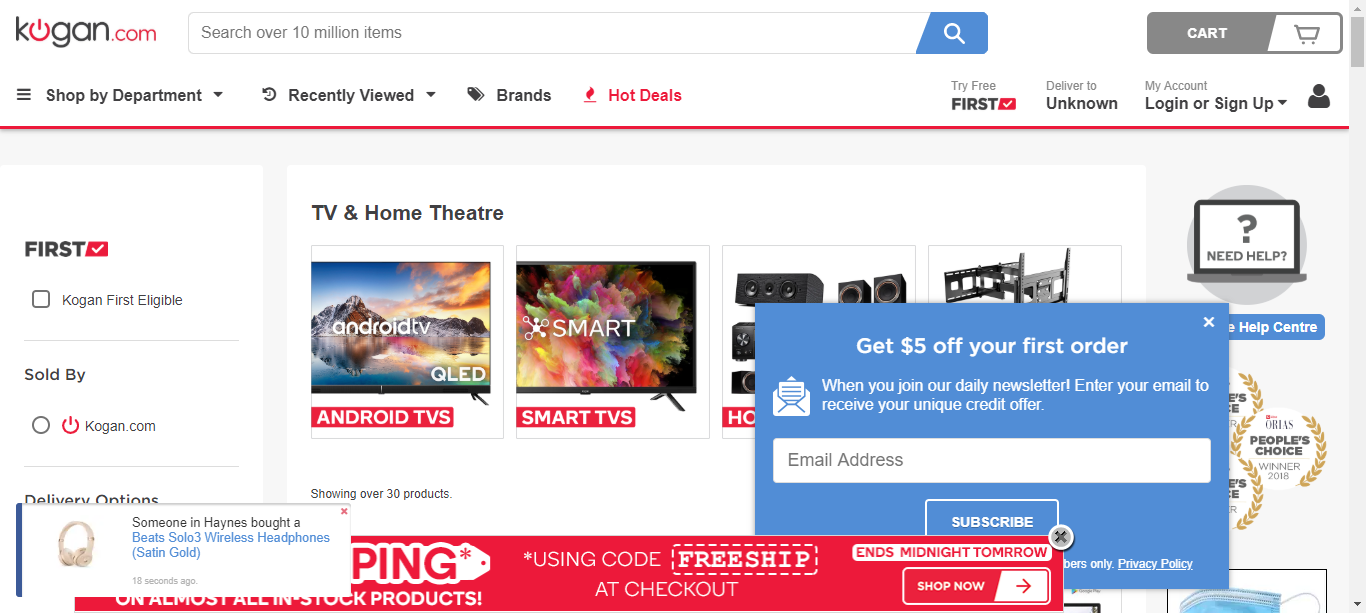 kogan.com
Search over 10 million items
CART
Shop by Department
Recently Viewed
Brands
Hot Deals
Try Free
FIRST
Deliver to
Unknown
My Account
Login or Sign Up
FIRST
Kogan First Eligible
Sold By
Kogan.com
Delivery Options
TV & Home Theatre
androidtv
QLED
ANDROID TVS
SMART
SMART TVS
HO
Showing over 30 products.
?
NEED HELP?
e Help Centre
Get $5 off your first order
When you join our daily newsletter! Enter your email to
receive your unique credit offer.
Email Address
SUBSCRIBE
bers only. Privacy Policy
ORIAS
PEOPLE'S
CHOICE
WINNER
2018
Someone in Haynes bought a
Beats Solo3 Wireless Headphones
(Satin Gold)
18 seconds ago.
PING*
ON ALMOST ALL IN-STOCK PRODUCTS!
*USING CODE FREESHIP
AT CHECKOUT
ENDS MIDNIGHT TOMRROW
SHOP NOW